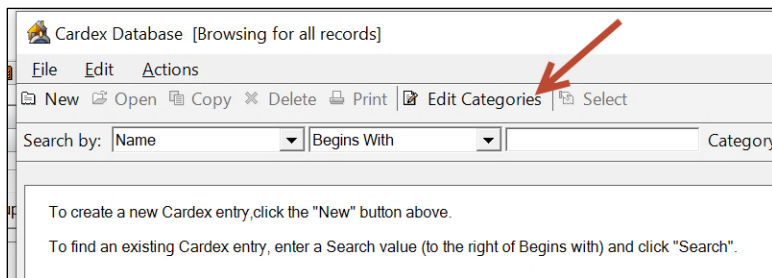 Cardex Database [Browsing for all records]
File Edit Actions
New Open Copy Delete Print Edit Categories Select
Search by: Name Begins With Category
To create a new Cardex entry,click the "New" button above.
To find an existing Cardex entry, enter a Search value (to the right of Begins with) and click "Search".